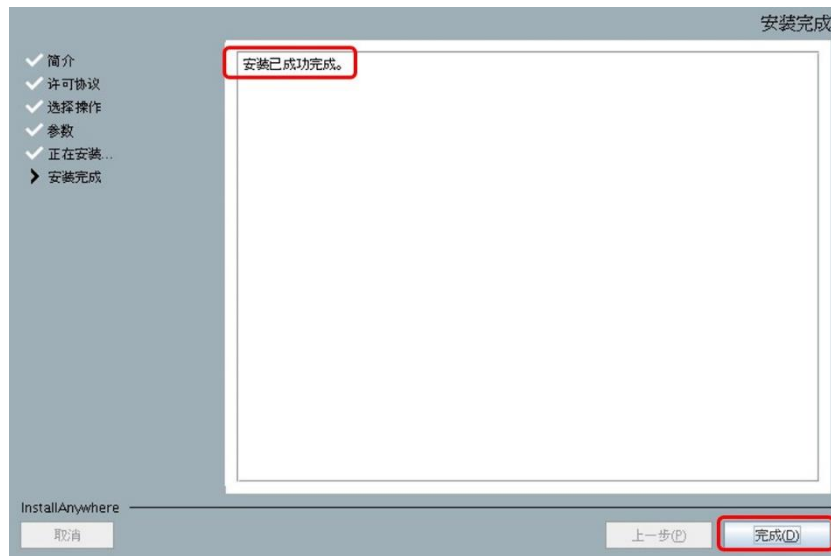 安装完成
简介
许可协议
选择操作
参数
正在安装...
安装完成
安装已成功完成。
InstallAnywhere
取消
上一步(P)
完成(D)